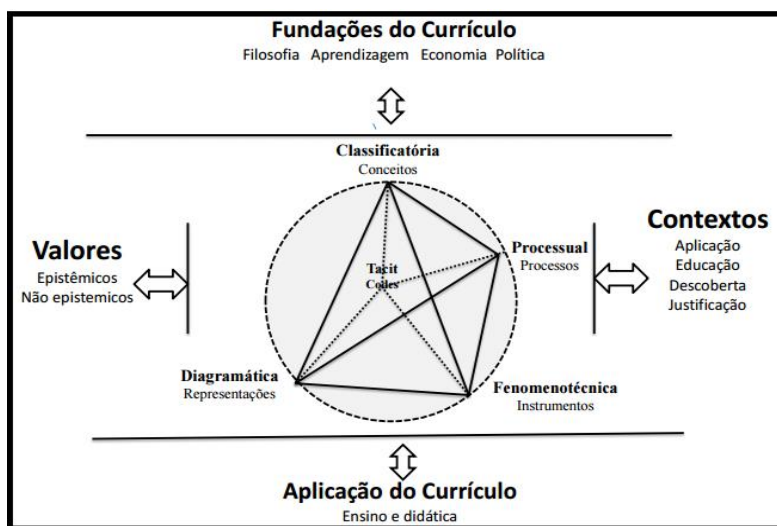 Fundações do Currículo
Filosofia Aprendizagem Economia Política
Classificatória
Conceitos
Valores
Epistêmicos
Não epistemicos
Processual
Processos
Contextos
Aplicação
Educação
Descoberta
Justificação
Tacit
Codes
Diagramática
Representações
Fenomenotécnica
Instrumentos
Aplicação do Currículo
Ensino e didática